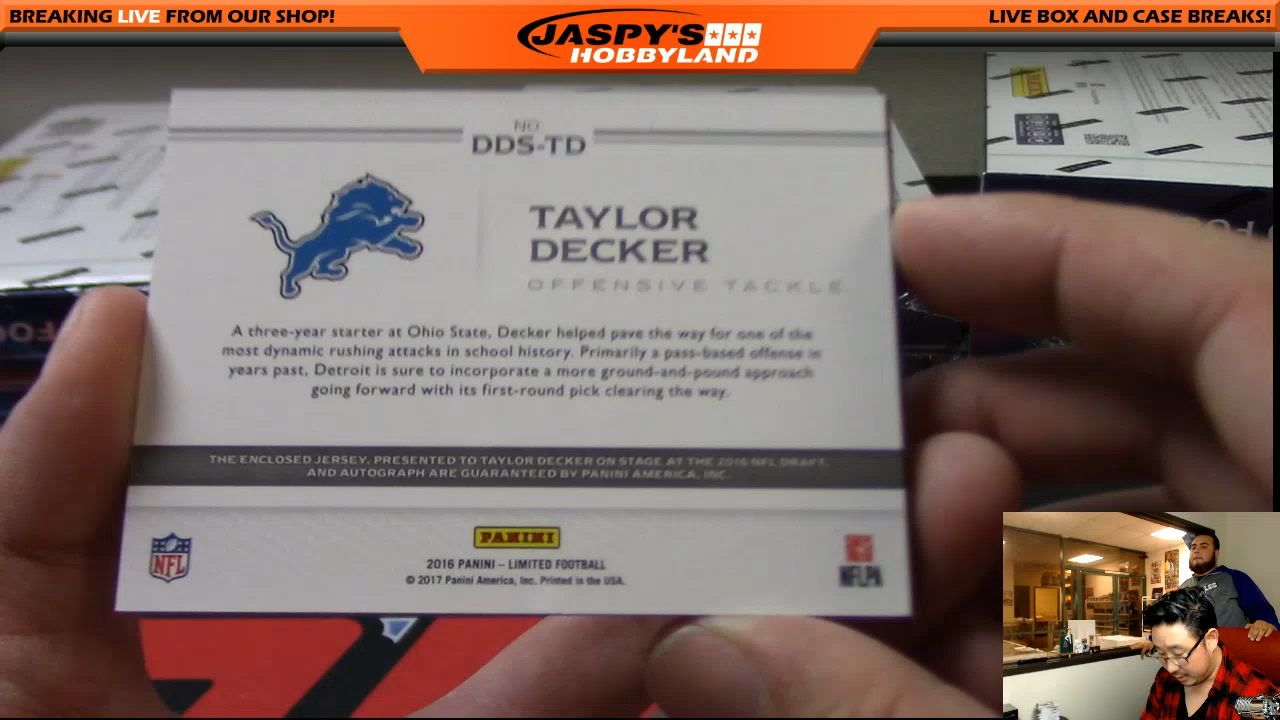 BREAKING LIVE FROM OUR SHOP!
JASPY'S
HOBBYLAND
LIVE BOX AND CASE BREAKS!
NO.
DDS-TD
TAYLOR
DECKER
OFFENSIVE TACKLE
A three-year starter at Ohio State, Decker helped pave the way for one of the
most dynamic rushing attacks in school history. Primarily a pass-based offense in
years past, Detroit is sure to incorporate a more ground-and-pound approach
going forward with its first-round pick clearing the way.
THE ENCLOSED JERSEY, PRESENTED TO TAYLOR DECKER ON STAGE AT THE 2016 NFL DRAFT,
AND AUTOGRAPH ARE GUARANTEED BY PANINI AMERICA, INC.
NFL
PANINI
2016 PANINI – LIMITED FOOTBALL
© 2017 Panini America, Inc. Printed in the USA.
NFLPA